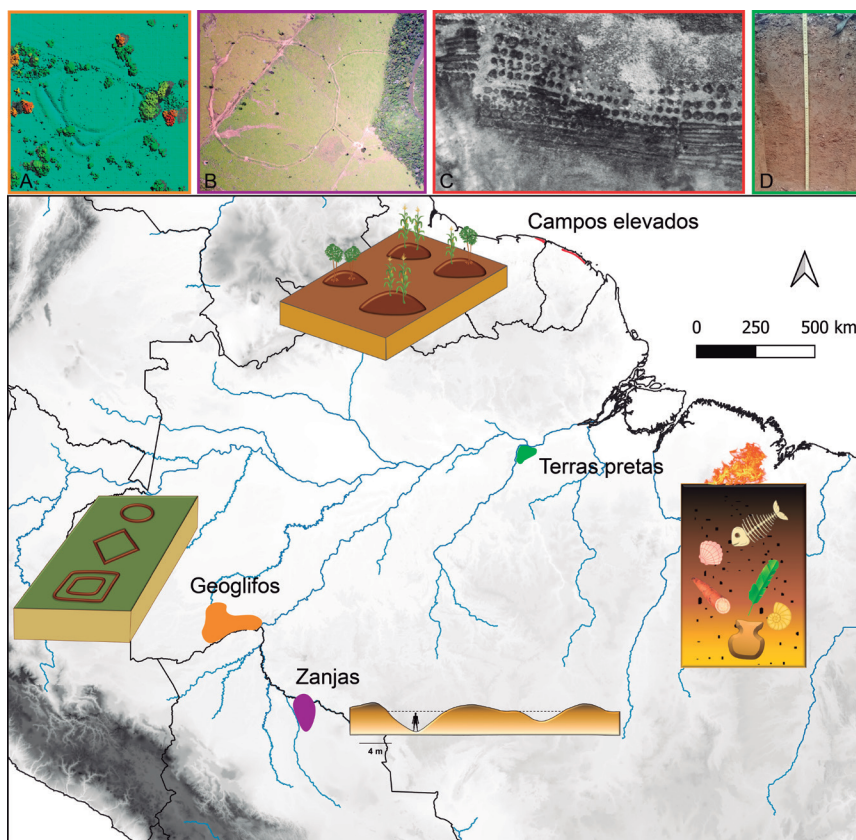 A
B
C
D
Campos elevados
0 250 500 km
Terras pretas
Geoglifos
Zanjas
4 m